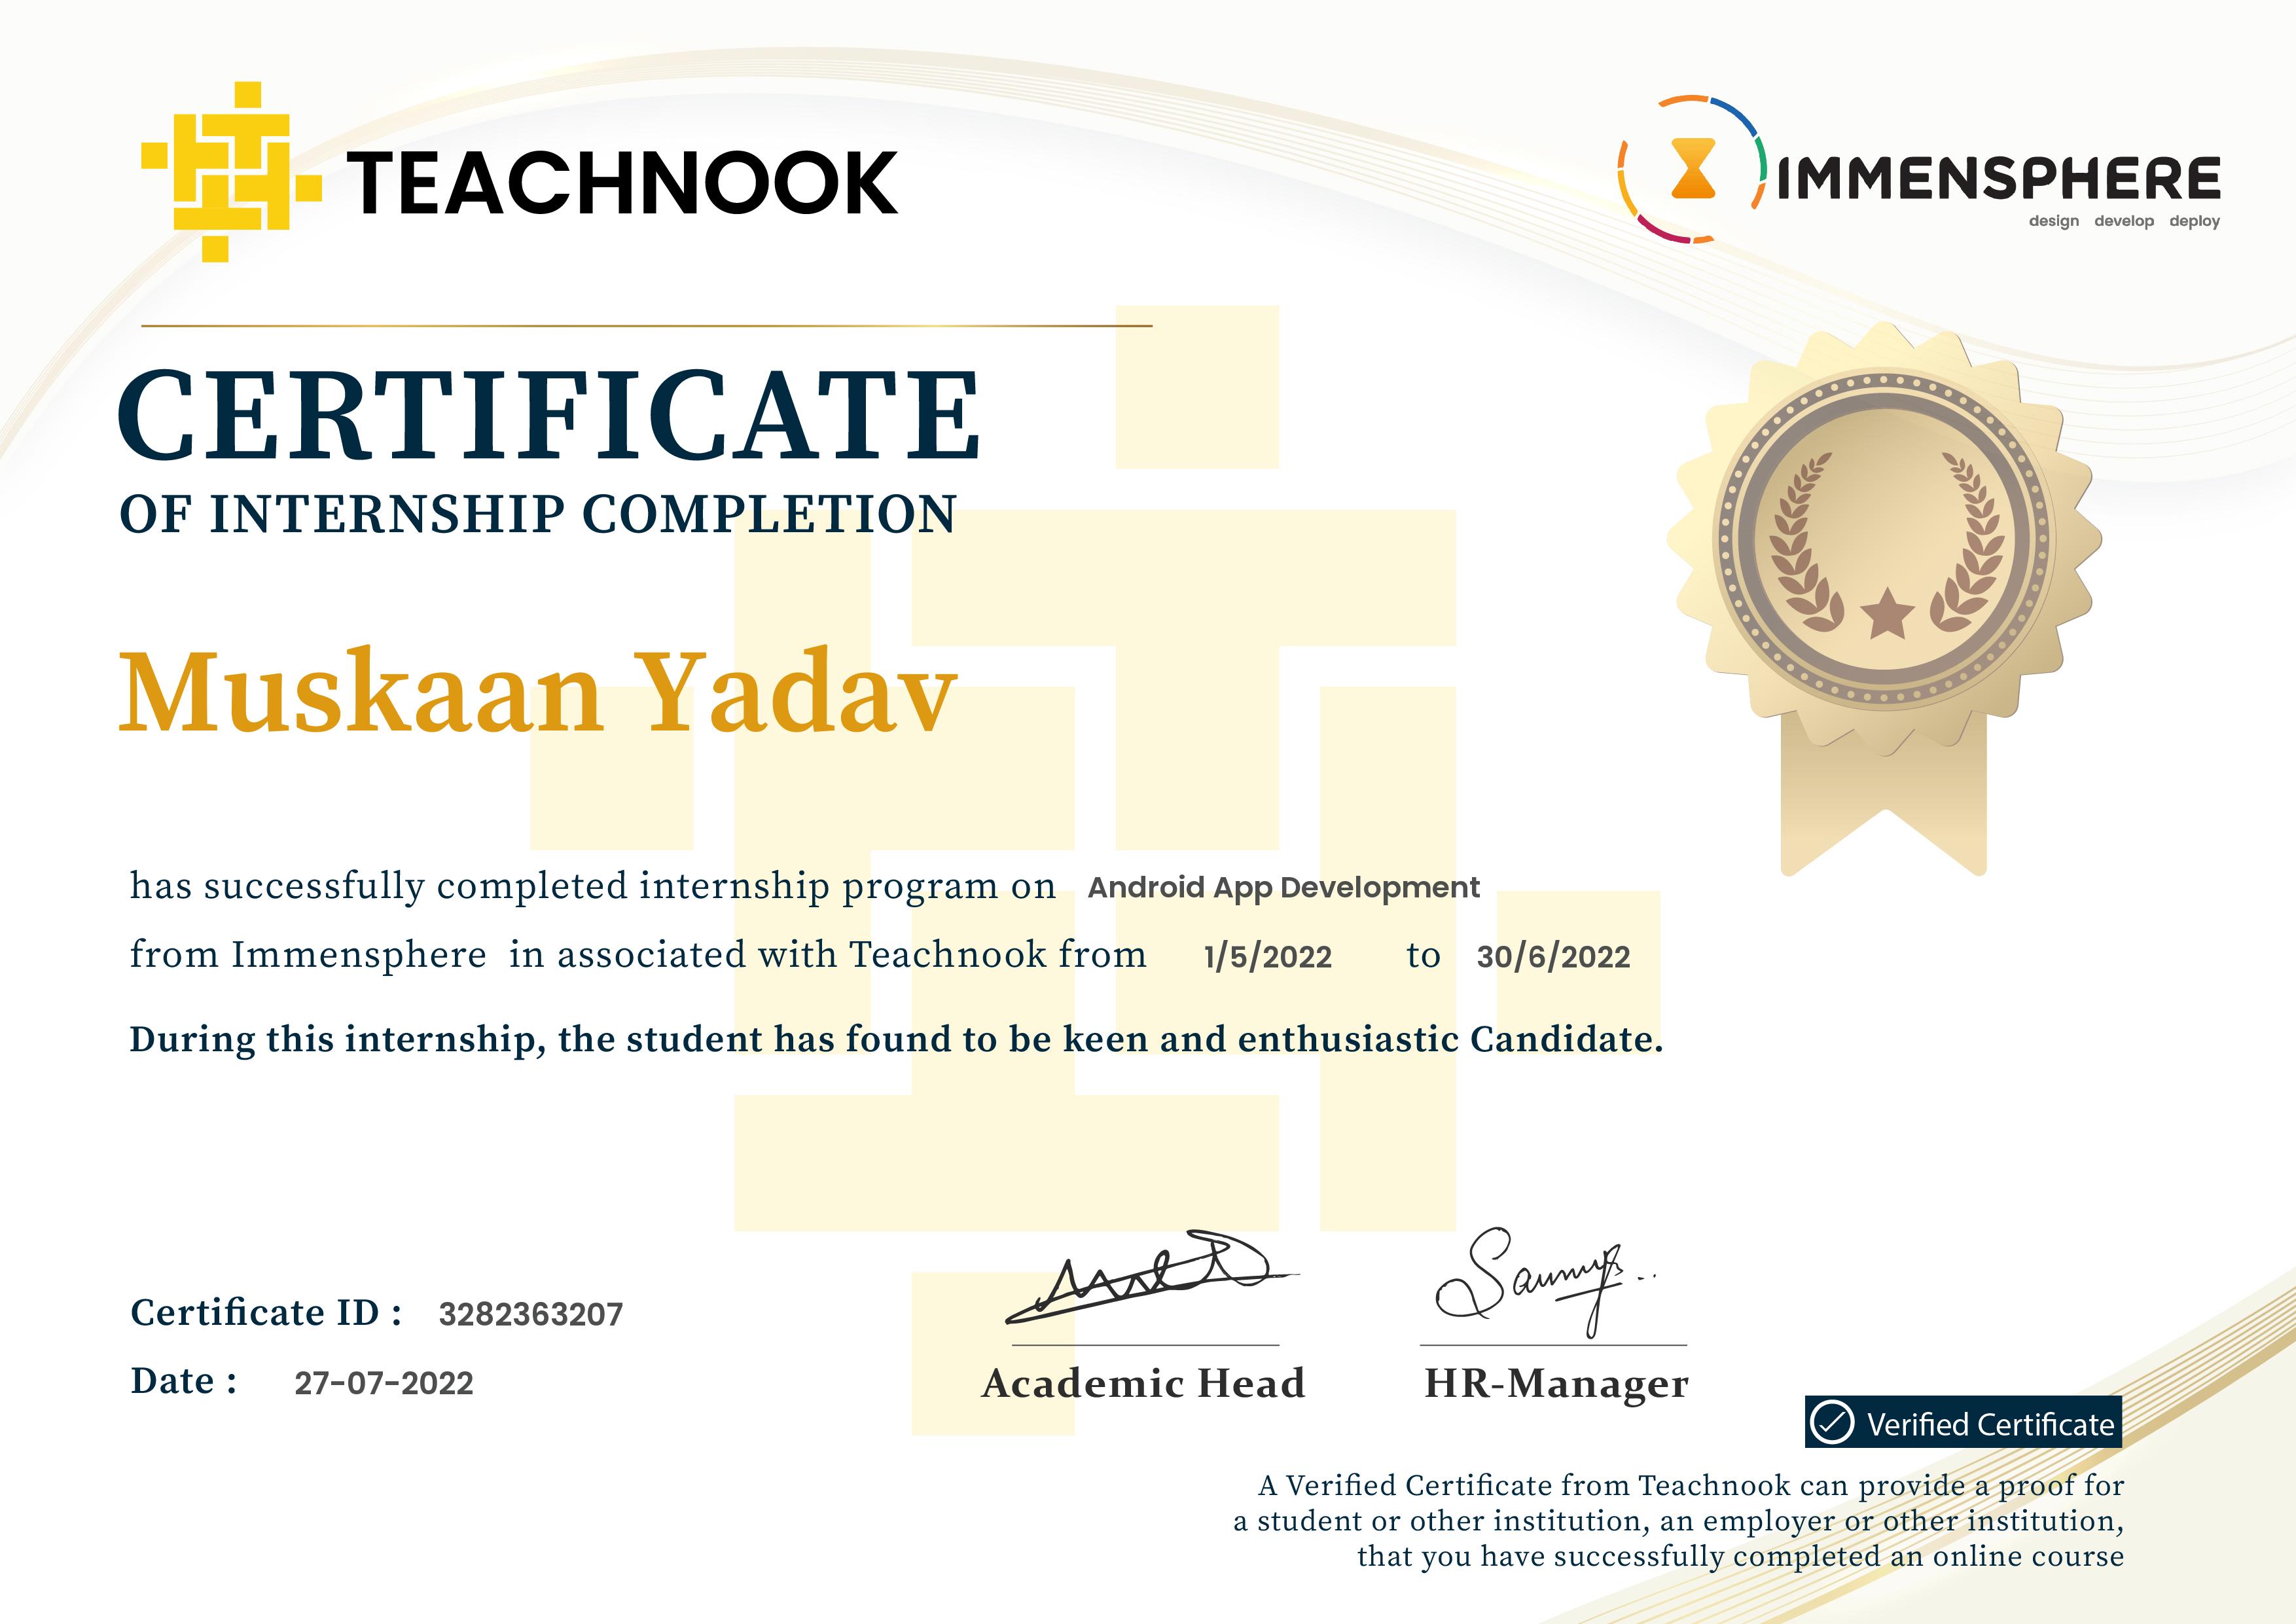 TEACHNOOK
IMMENSPHERE
design develop deploy
CERTIFICATE
OF INTERNSHIP COMPLETION
Muskaan Yadav
has successfully completed internship program on Android App Development
from Immensphere in associated with Teachnook from 1/5/2022 to 30/6/2022
During this internship, the student has found to be keen and enthusiastic Candidate.
Certificate ID : 3282363207
Date : 27-07-2022
Academic Head
HR-Manager
Verified Certificate
A Verified Certificate from Teachnook can provide a proof for
a student or other institution, an employer or other institution,
that you have successfully completed an online course